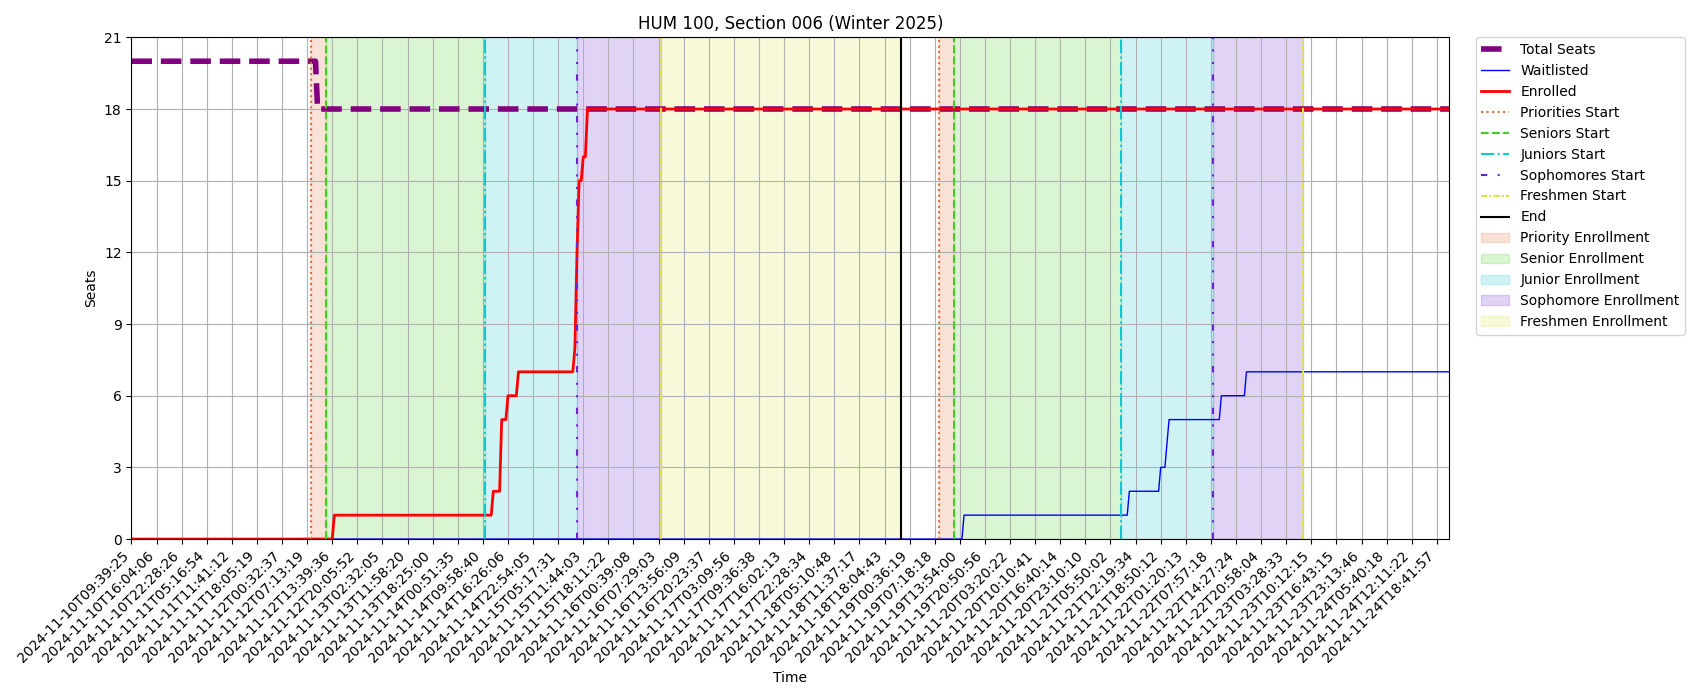 HUM 100, Section 006 (Winter 2025)
21
18
15
12
9
6
3
0
Seats
Total Seats
Waitlisted
Enrolled
Priorities Start
Seniors Start
Juniors Start
Sophomores Start
Freshmen Start
End
Priority Enrollment
Senior Enrollment
Junior Enrollment
Sophomore Enrollment
Freshmen Enrollment
2024-11-10T09:39:25
2024-11-10T16:04:06
2024-11-10T22:28:26
2024-11-11T05:16:54
2024-11-11T11:41:12
2024-11-11T18:05:19
2024-11-12T00:32:37
2024-11-12T07:13:19
2024-11-12T13:39:36
2024-11-12T20:05:52
2024-11-13T02:32:05
2024-11-13T11:58:20
2024-11-13T18:25:00
2024-11-14T00:51:35
2024-11-14T09:58:40
2024-11-14T16:26:06
2024-11-14T22:54:05
2024-11-15T05:17:31
2024-11-15T11:44:03
2024-11-15T18:11:22
2024-11-16T00:39:08
2024-11-16T07:29:03
2024-11-16T13:56:09
2024-11-16T20:23:37
2024-11-17T03:09:56
2024-11-17T09:36:38
2024-11-17T16:02:13
2024-11-17T22:28:34
2024-11-18T05:10:48
2024-11-18T11:37:17
2024-11-18T18:04:43
2024-11-19T00:36:19
2024-11-19T07:18:18
2024-11-19T13:54:00
2024-11-19T20:50:56
2024-11-20T03:20:22
2024-11-20T10:10:41
2024-11-20T16:40:14
2024-11-20T23:10:10
2024-11-21T05:50:02
2024-11-21T12:19:34
2024-11-21T18:50:12
2024-11-22T01:20:13
2024-11-22T07:57:18
2024-11-22T14:27:24
2024-11-22T20:58:04
2024-11-23T03:28:33
2024-11-23T10:12:15
2024-11-23T16:43:15
2024-11-23T23:13:46
2024-11-24T05:40:18
2024-11-24T12:11:22
2024-11-24T18:41:57
Time